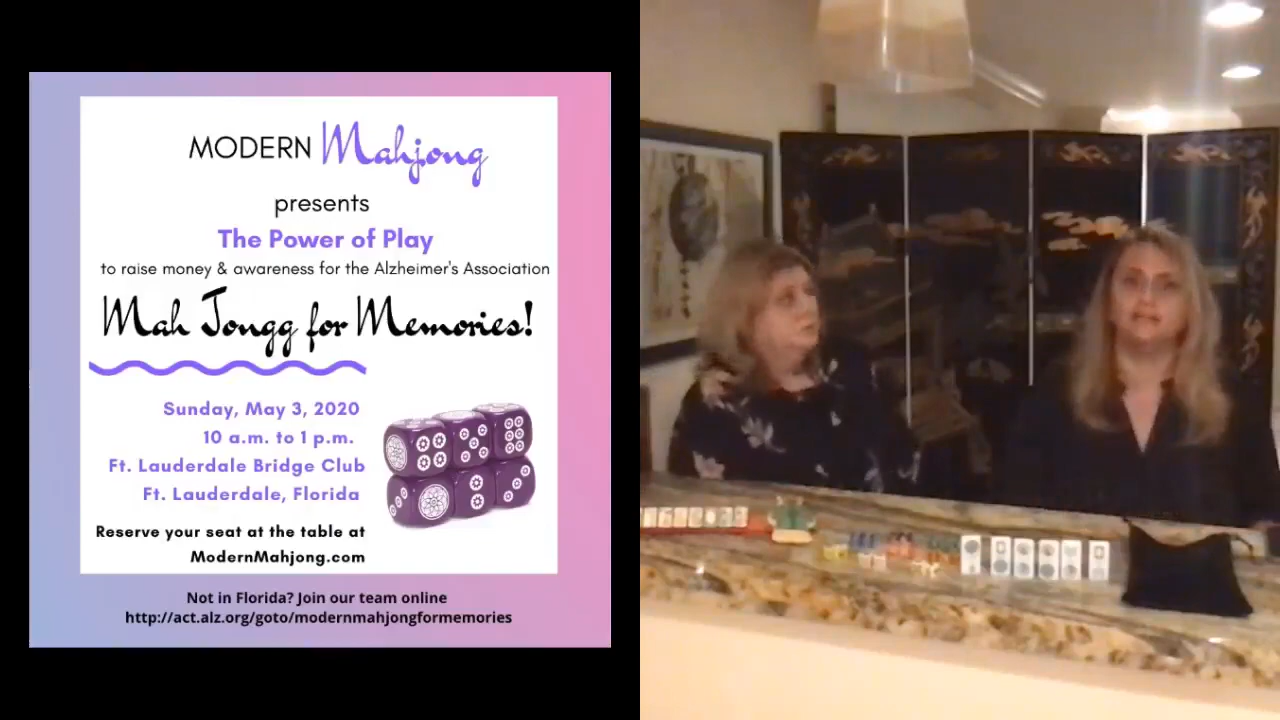 MODERN Mahjong
presents
The Power of Play
to raise money & awareness for the Alzheimer's Association
Mah Jongg for Memories!
Sunday, May 3, 2020
10 a.m. to 1 p.m.
Ft. Lauderdale Bridge Club
Ft. Lauderdale, Florida
Reserve your seat at the table at
ModernMahjong.com
Not in Florida? Join our team online
http://act.alz.org/goto/modernmahjongformemories